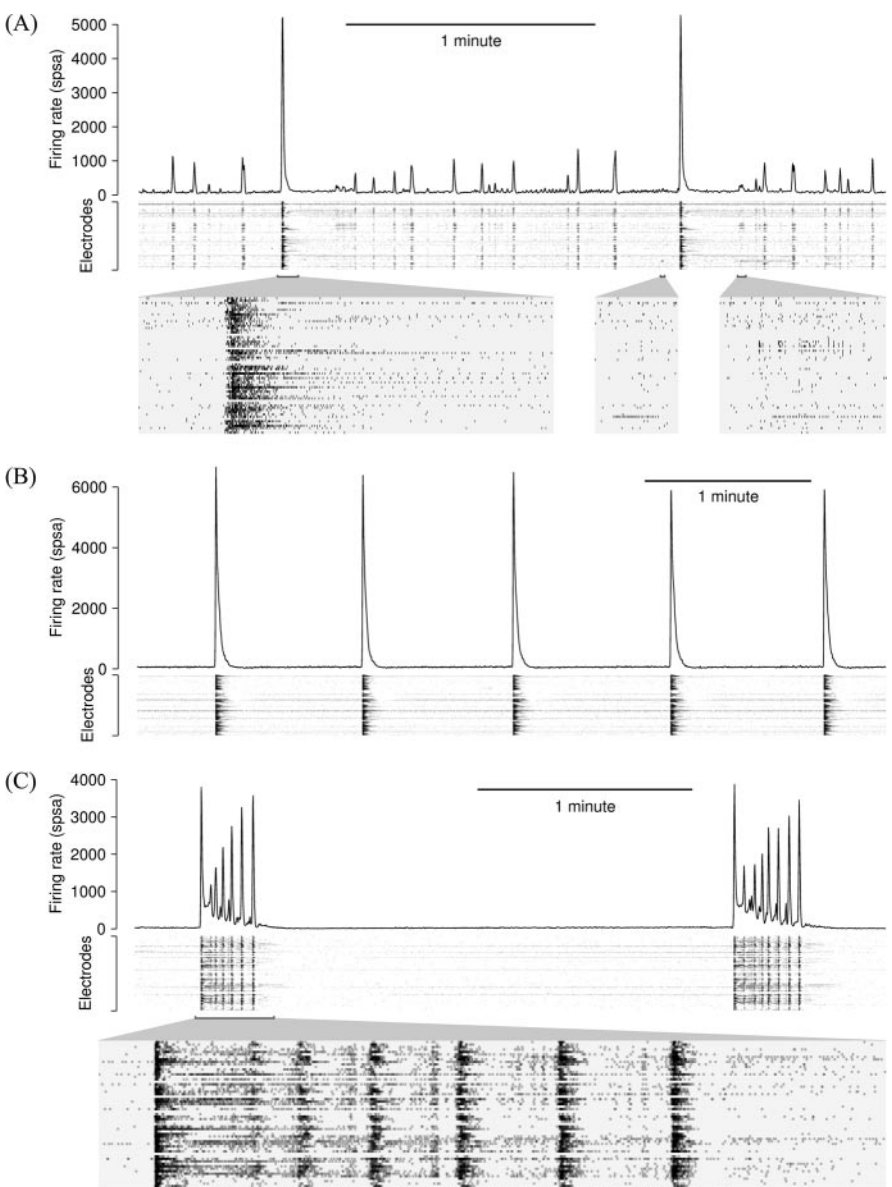 (A)
5000
4000
3000
2000
1000
0
Firing rate (spsa)
1 minute
Electrodes
(B)
6000
4000
2000
0
Firing rate (spsa)
1 minute
Electrodes
(C)
4000
3000
2000
1000
0
Firing rate (spsa)
1 minute
Electrodes